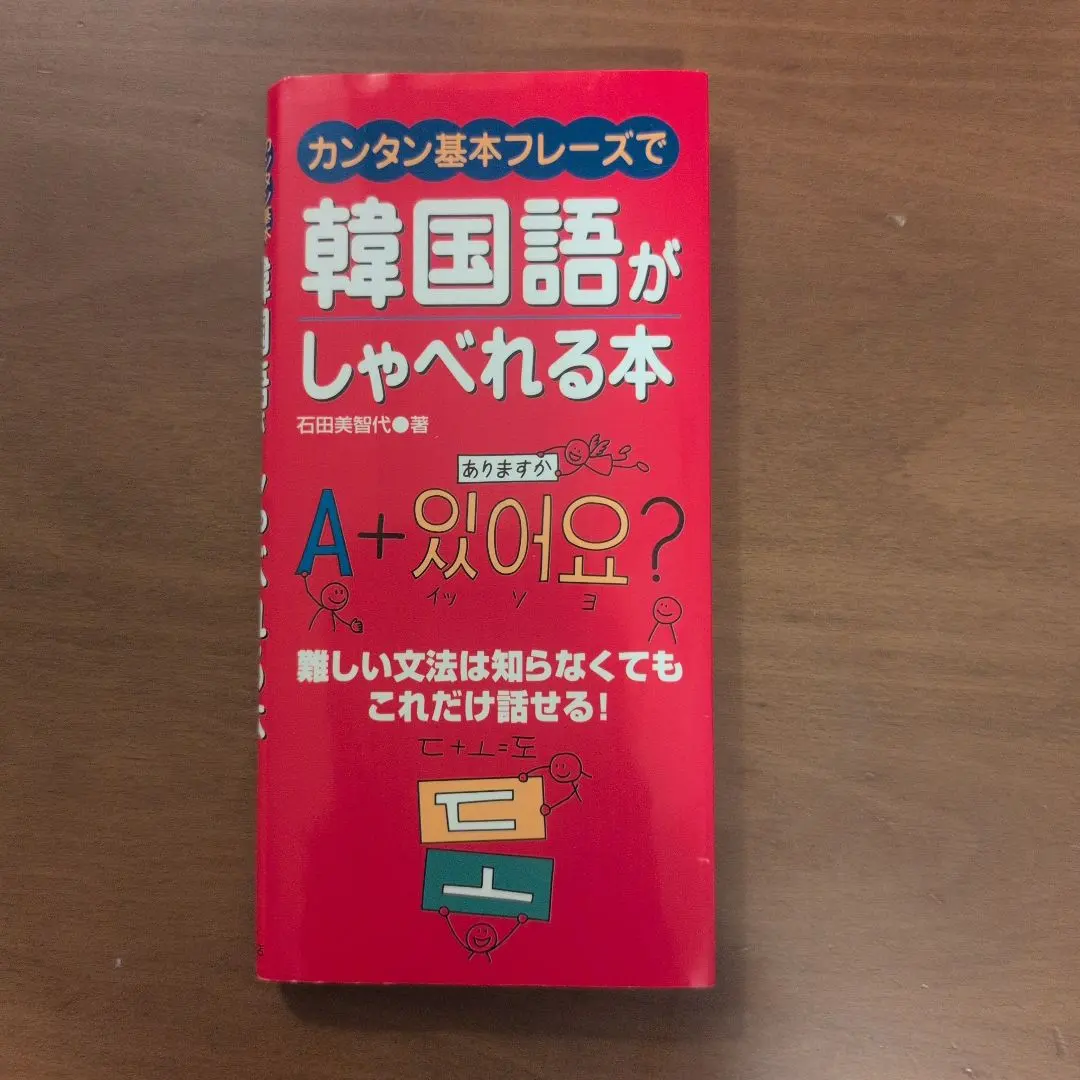 カンタン基本フレーズで
韓国語が
しゃべれる本
石田美智代●著
ありますか
A+있어요?
イッ ソ ヨ
難しい文法は知らなくても
これだけ話せる!
ㄷ+ㅗ=도
ㄷ
ㅗ